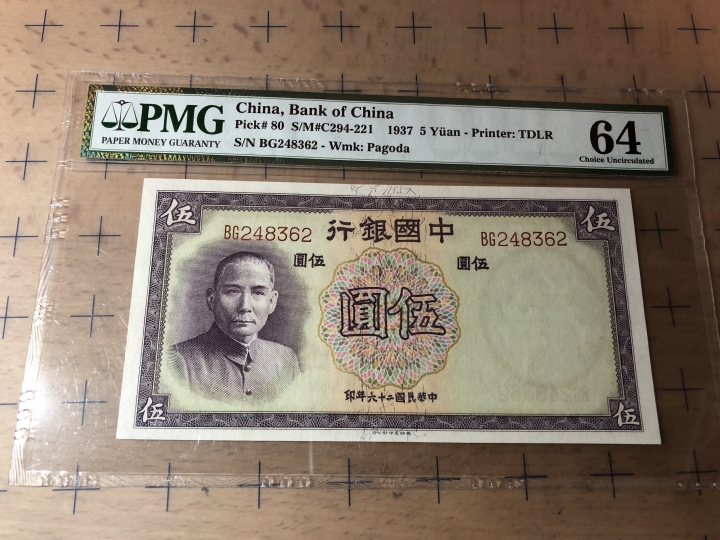 PMG
PAPER MONEY GUARANTY
China, Bank of China
Pick# 80 S/M#C294-221 1937 5 Yüan - Printer: TDLR
S/N BG248362 - Wmk: Pagoda
64
Choice Uncirculated
伍 伍
行銀國中
BG248362 BG248362
圓伍 圓伍
圓伍
印年六十二國民華中
伍 伍